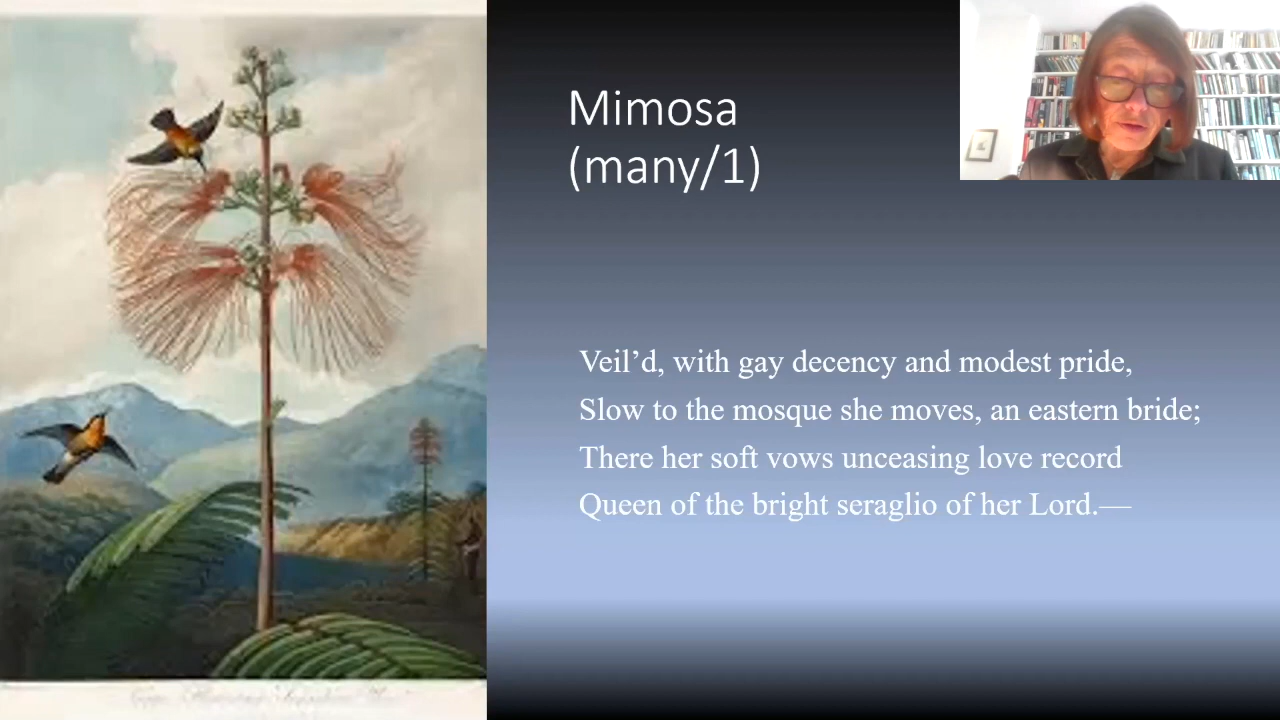 Mimosa
(many/1)
Veil’d, with gay decency and modest pride,
Slow to the mosque she moves, an eastern bride;
There her soft vows unceasing love record
Queen of the bright seraglio of her Lord.—